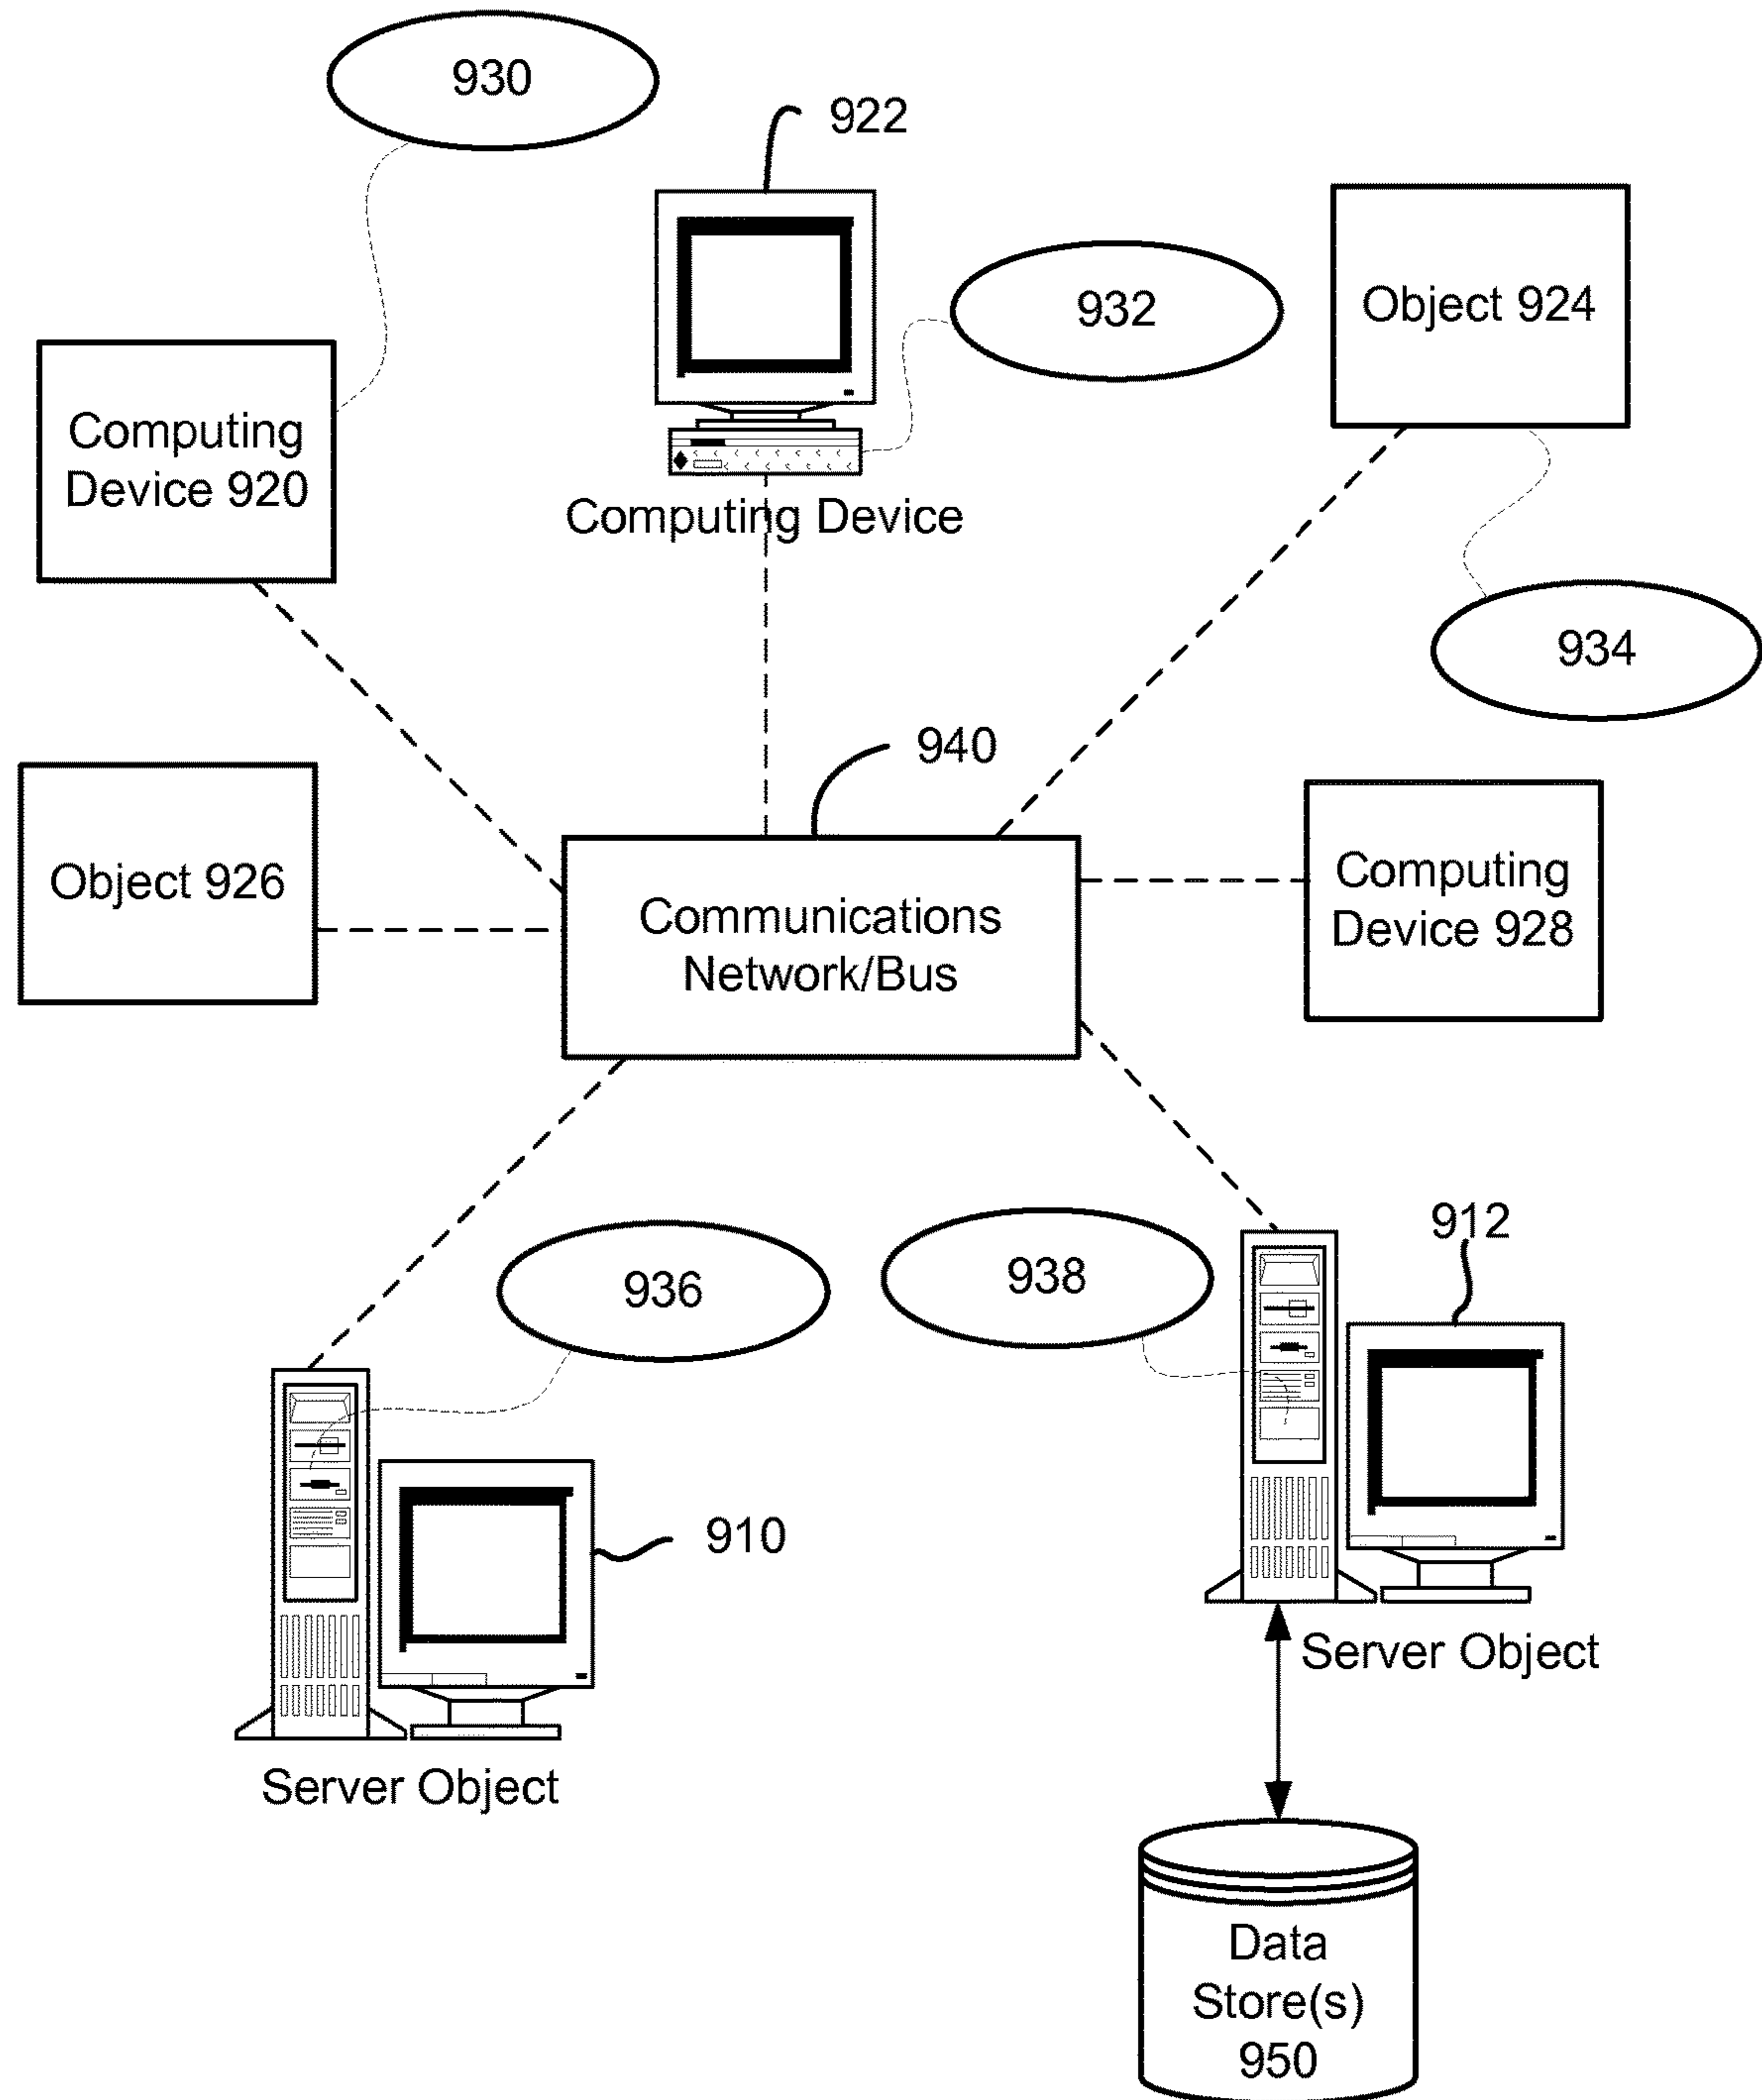 930
922
932
Object 924
Computing
Device 920
Computing Device
934
940
Object 926
Communications
Network/Bus
Computing
Device 928
912
936
938
910
Server Object
Server Object
Data
Store(s)
950